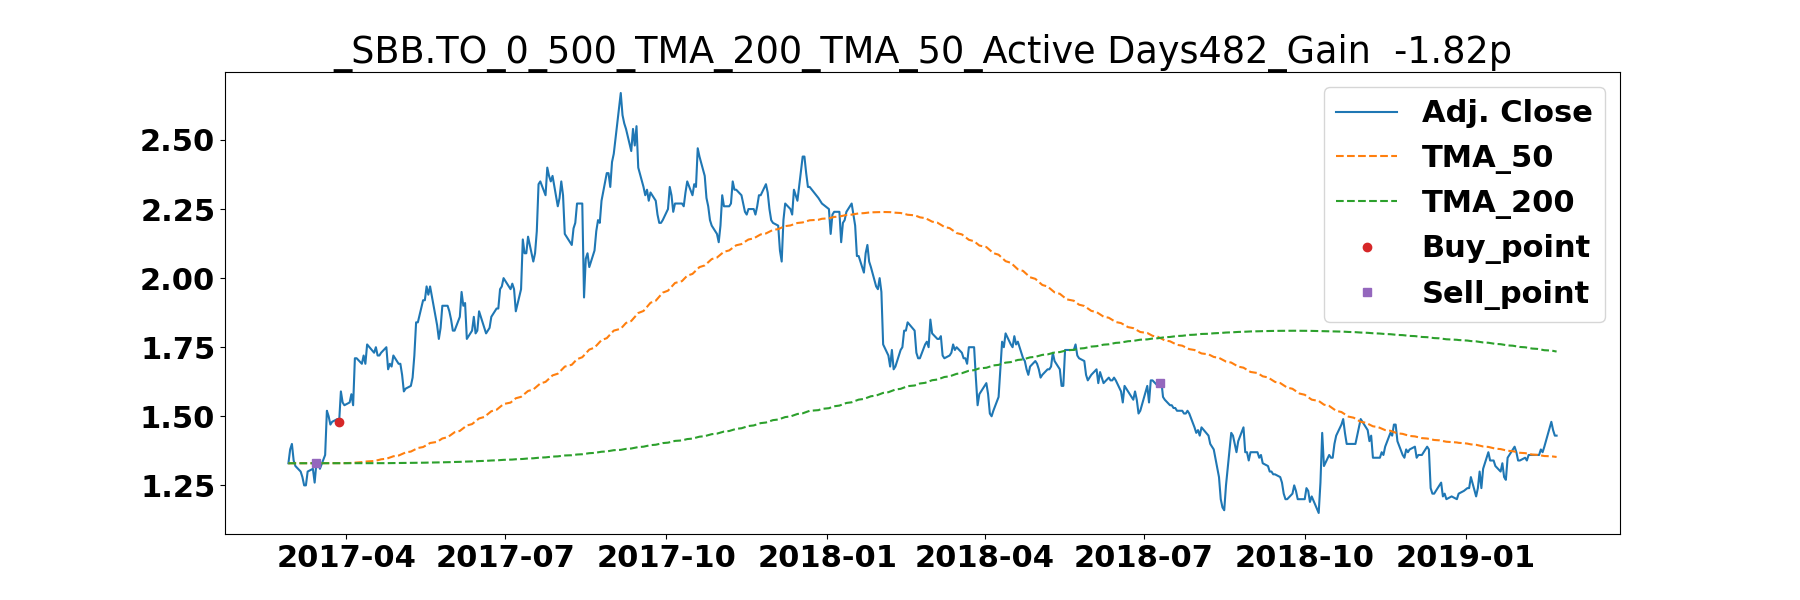 _SBB.TO_0_500_TMA_200_TMA_50_Active Days482_Gain  -1.82p
Adj. Close
TMA_50
TMA_200
Buy_point
Sell_point
2.50
2.25
2.00
1.75
1.50
1.25
2017-04 2017-07 2017-10 2018-01 2018-04 2018-07 2018-10 2019-01